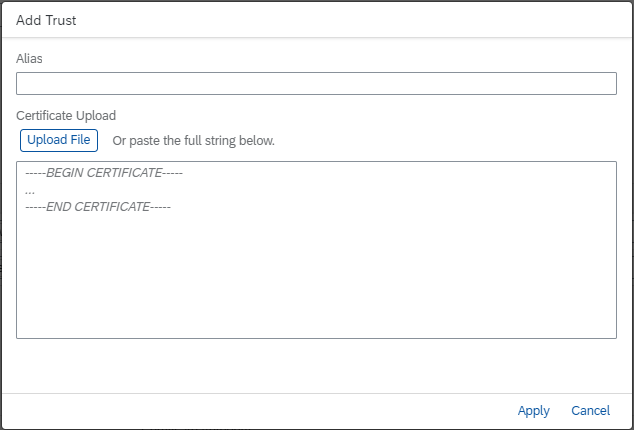 Add Trust
Alias
Certificate Upload
Upload File Or paste the full string below.
-----BEGIN CERTIFICATE-----
...
-----END CERTIFICATE-----
Apply Cancel